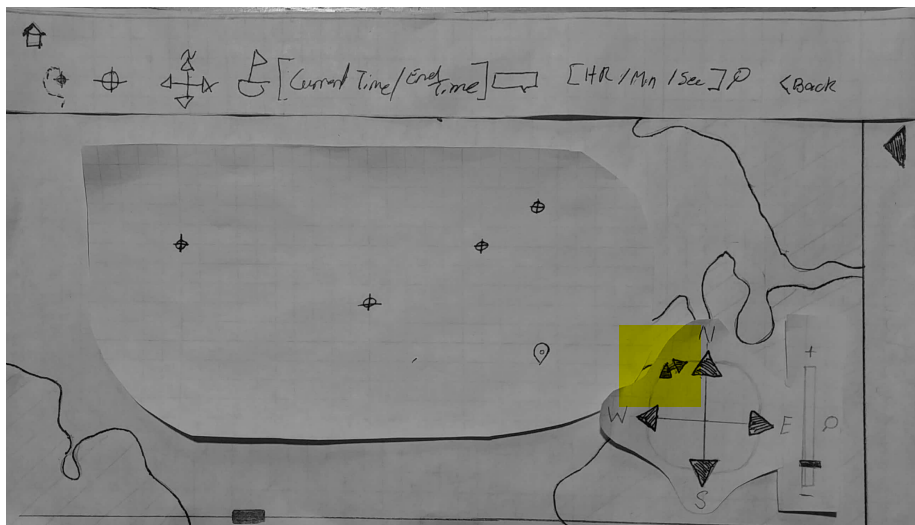 N
[Current Time/End Time] [HR/Min/Sec] <Back
N
+
W E
-
S